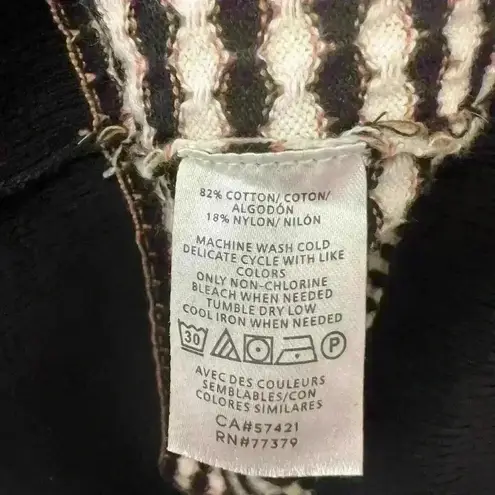 82% COTTON/ COTON/
ALGODÓN
18% NYLON/ NILÓN
MACHINE WASH COLD
DELICATE CYCLE WITH LIKE
COLORS
ONLY NON-CHLORINE
BLEACH WHEN NEEDED
TUMBLE DRY LOW
COOL IRON WHEN NEEDED
30 P
AVEC DES COULEURS
SEMBLABLES/CON
COLORES SIMILARES
CA#57421
RN#77379